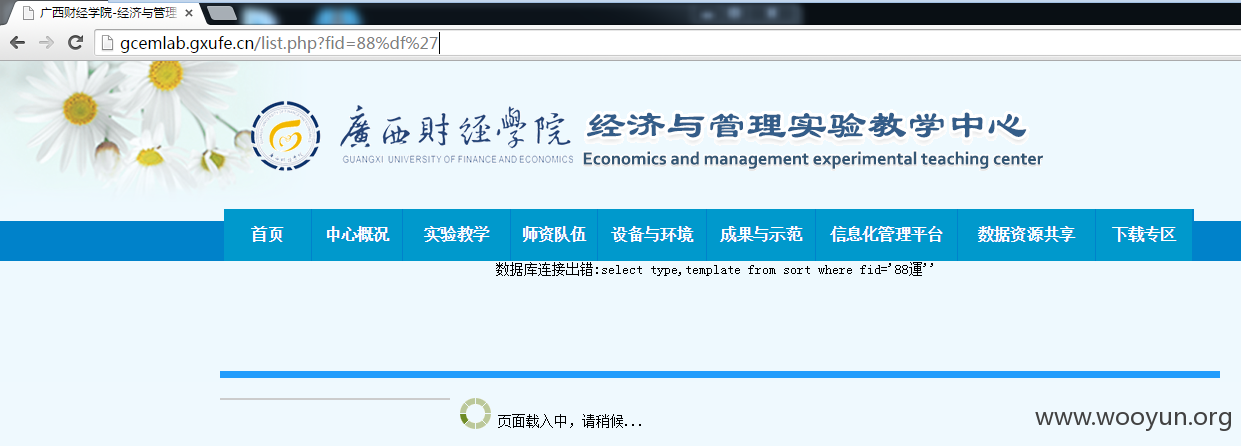 广西财经学院-经济与管理
gcemlab.gxufe.cn/list.php?fid=88%df%27
廣西财经學院 经济与管理实验教学中心
GUANGXI UNIVERSITY OF FINANCE AND ECONOMICS Economics and management experimental teaching center
首页 中心概况 实验教学 师资队伍 设备与环境 成果与示范 信息化管理平台 数据资源共享 下载专区
数据库连接出错:select type,template from sort where fid='88運''
页面载入中，请稍候...
www.wooyun.org